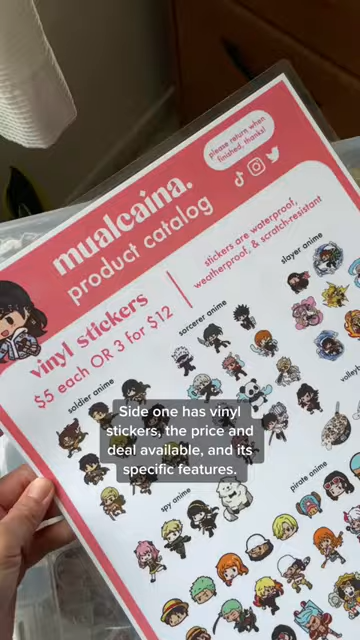 please return when
finished, thanks!
mualcaina.
product catalog
vinyl stickers
$5 each OR 3 for $12
stickers are waterproof,
weatherproof, & scratch-resistant
soldier anime
sorcerer anime
slayer anime
spy anime
pirate anime
Side one has vinyl
stickers, the price and
deal available, and its
specific features.